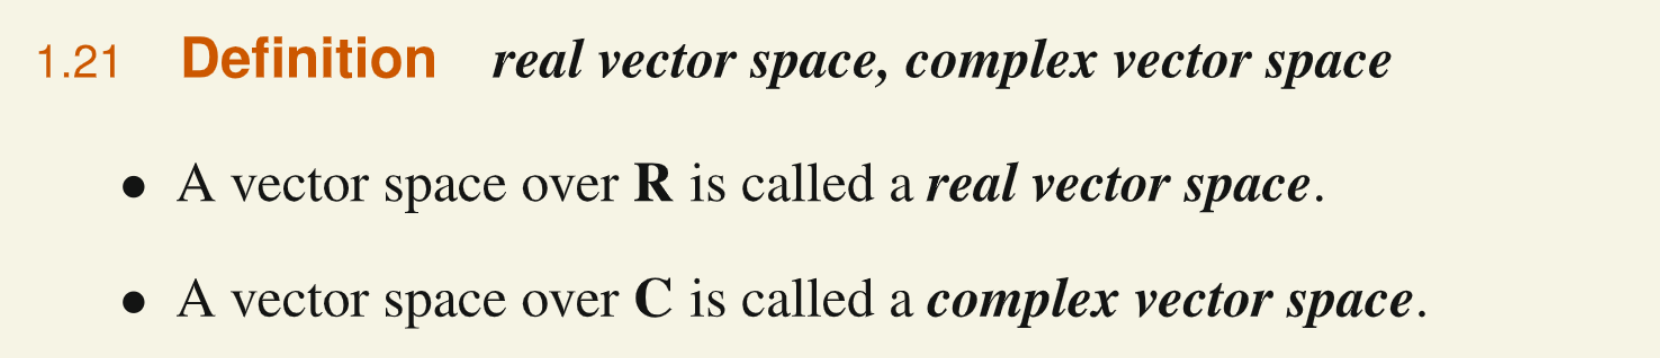 1.21 Definition real vector space, complex vector space
• A vector space over R is called a real vector space.
• A vector space over C is called a complex vector space.